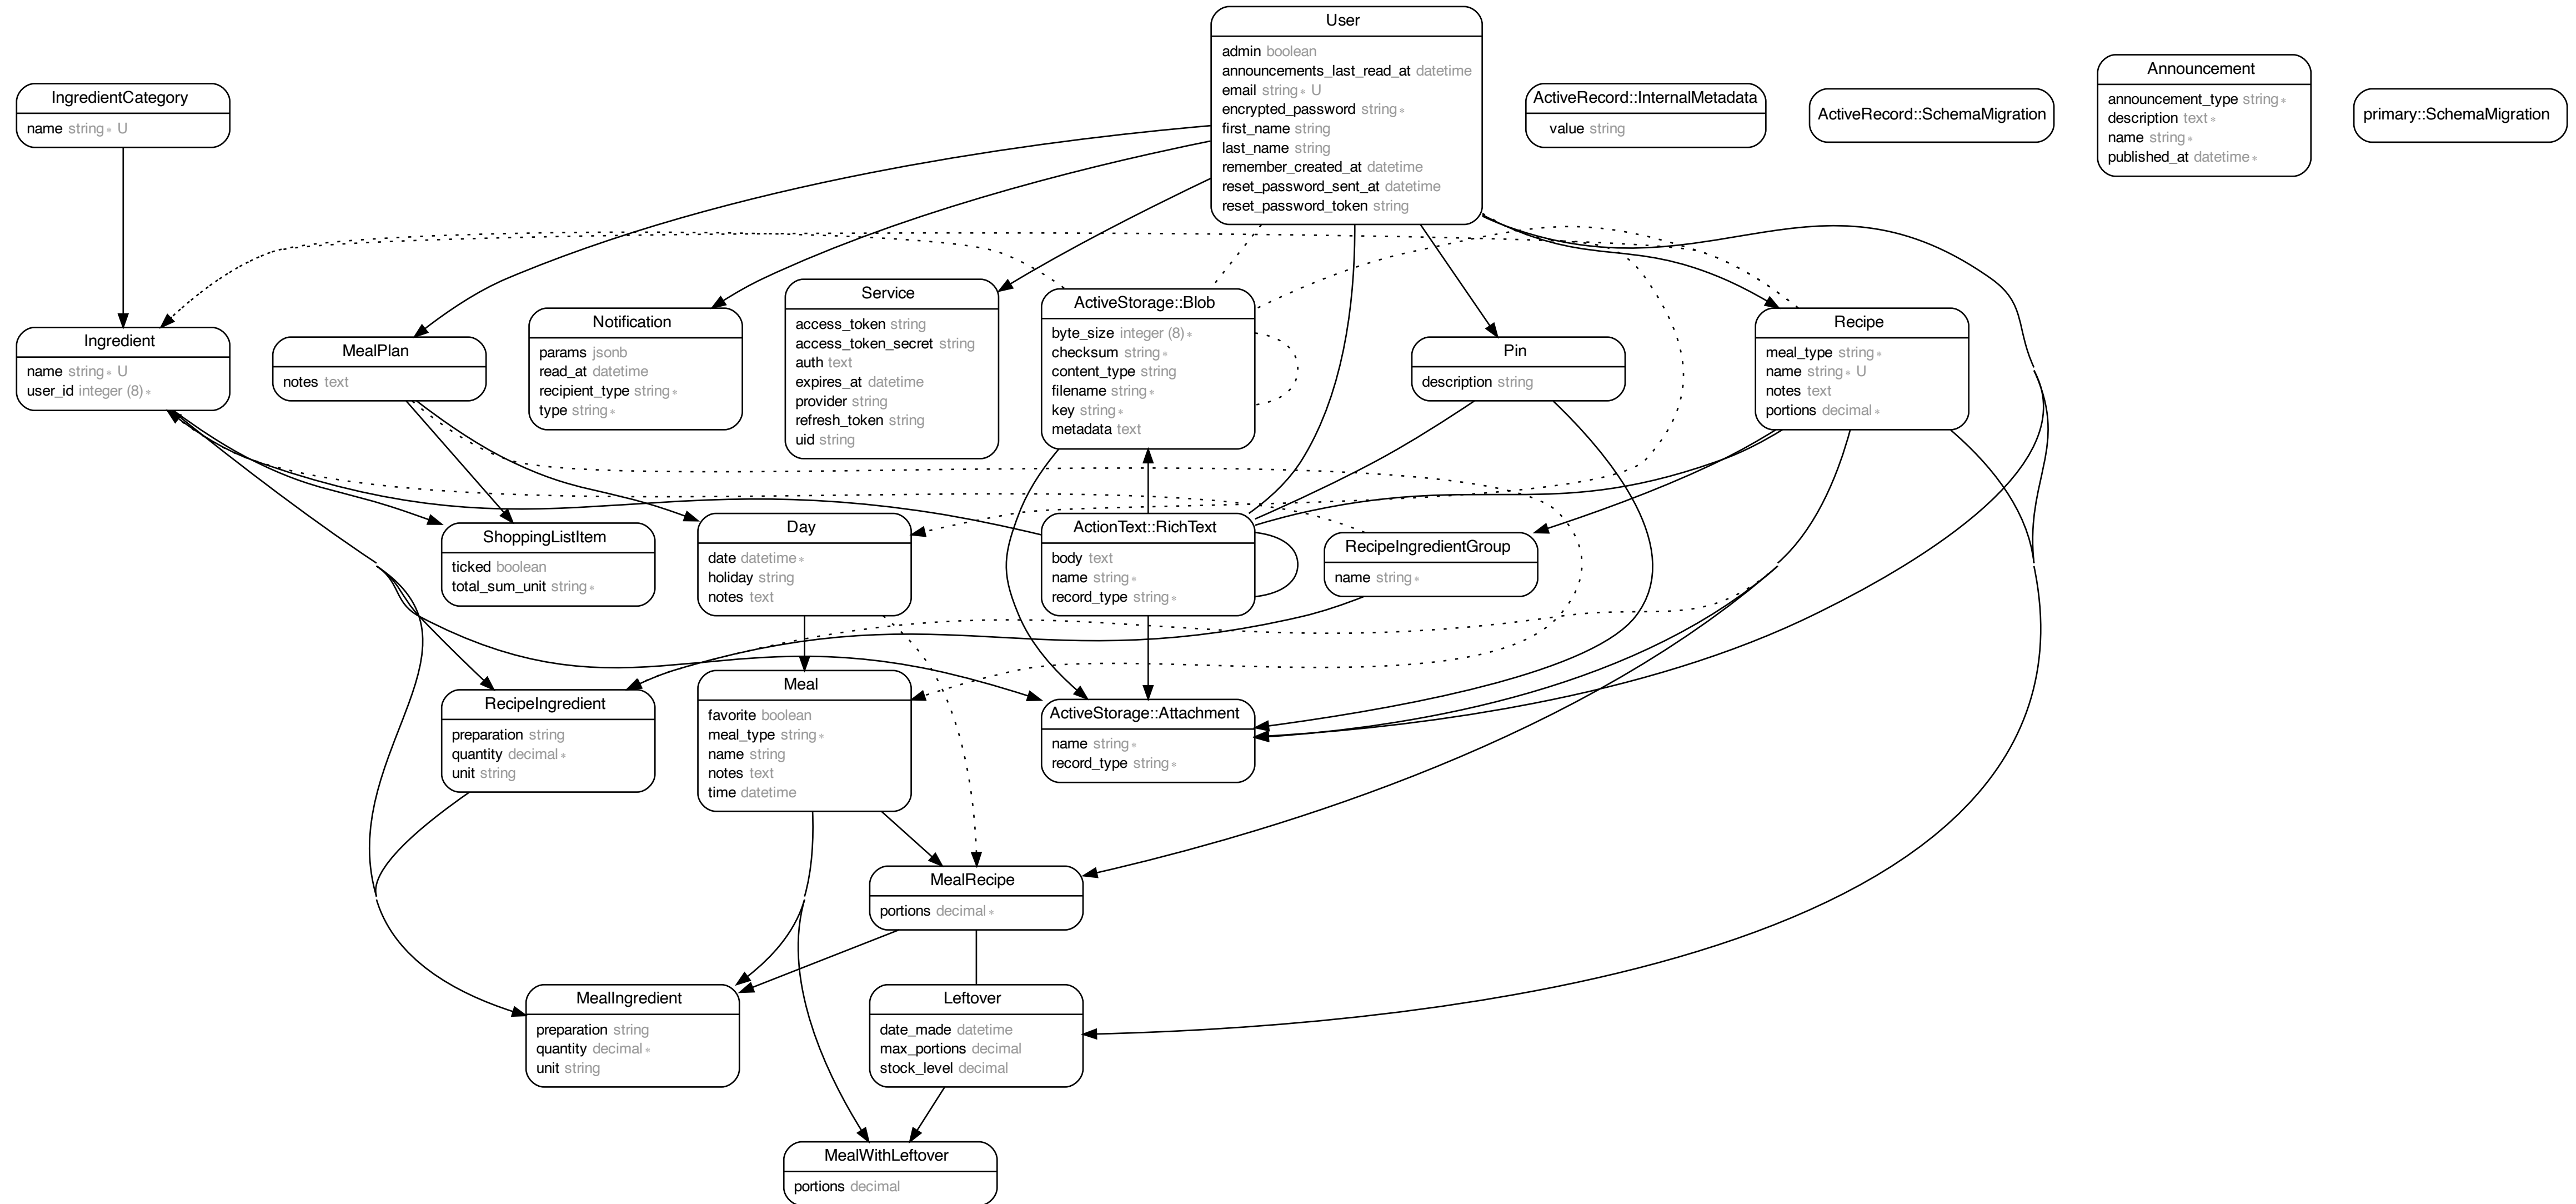 User
admin boolean
announcements_last_read_at datetime
email string∗ U
encrypted_password string∗
first_name string
last_name string
remember_created_at datetime
reset_password_sent_at datetime
reset_password_token string
IngredientCategory
name string∗ U
ActiveRecord::InternalMetadata
value string
ActiveRecord::SchemaMigration
Announcement
announcement_type string∗
description text∗
name string∗
published_at datetime∗
primary::SchemaMigration
Ingredient
name string∗ U
user_id integer (8)∗
MealPlan
notes text
Notification
params jsonb
read_at datetime
recipient_type string∗
type string∗
Service
access_token string
access_token_secret string
auth text
expires_at datetime
provider string
refresh_token string
uid string
ActiveStorage::Blob
byte_size integer (8)∗
checksum string∗
content_type string
filename string∗
key string∗
metadata text
Pin
description string
Recipe
meal_type string∗
name string∗ U
notes text
portions decimal∗
ShoppingListItem
ticked boolean
total_sum_unit string∗
Day
date datetime∗
holiday string
notes text
ActionText::RichText
body text
name string∗
record_type string∗
RecipeIngredientGroup
name string∗
RecipeIngredient
preparation string
quantity decimal∗
unit string
Meal
favorite boolean
meal_type string∗
name string
notes text
time datetime
ActiveStorage::Attachment
name string∗
record_type string∗
MealRecipe
portions decimal∗
MealIngredient
preparation string
quantity decimal∗
unit string
Leftover
date_made datetime
max_portions decimal
stock_level decimal
MealWithLeftover
portions decimal